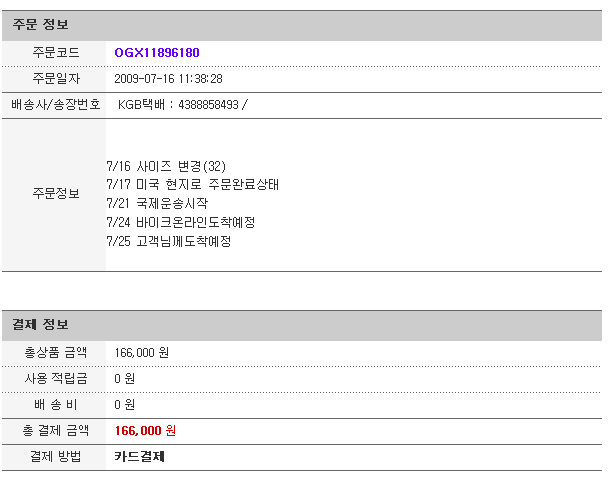 주문 정보
주문코드 OGX11896180
주문일자 2009-07-16 11:38:28
배송사/송장번호 KGB택배 : 4388858493 /
주문정보
7/16 사이즈 변경(32)
7/17 미국 현지로 주문완료상태
7/21 국제운송시작
7/24 바이크온라인도착예정
7/25 고객님께도착예정
결제 정보
총상품 금액 166,000 원
사용 적립금 0 원
배 송 비 0 원
총 결제 금액 166,000 원
결제 방법 카드결제